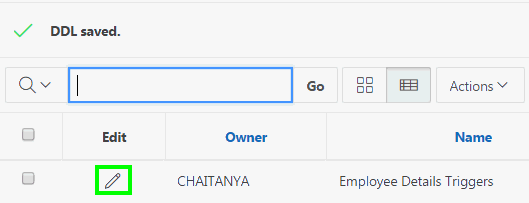 DDL saved.
Go
Actions
Edit
Owner
Name
CHAITANYA
Employee Details Triggers